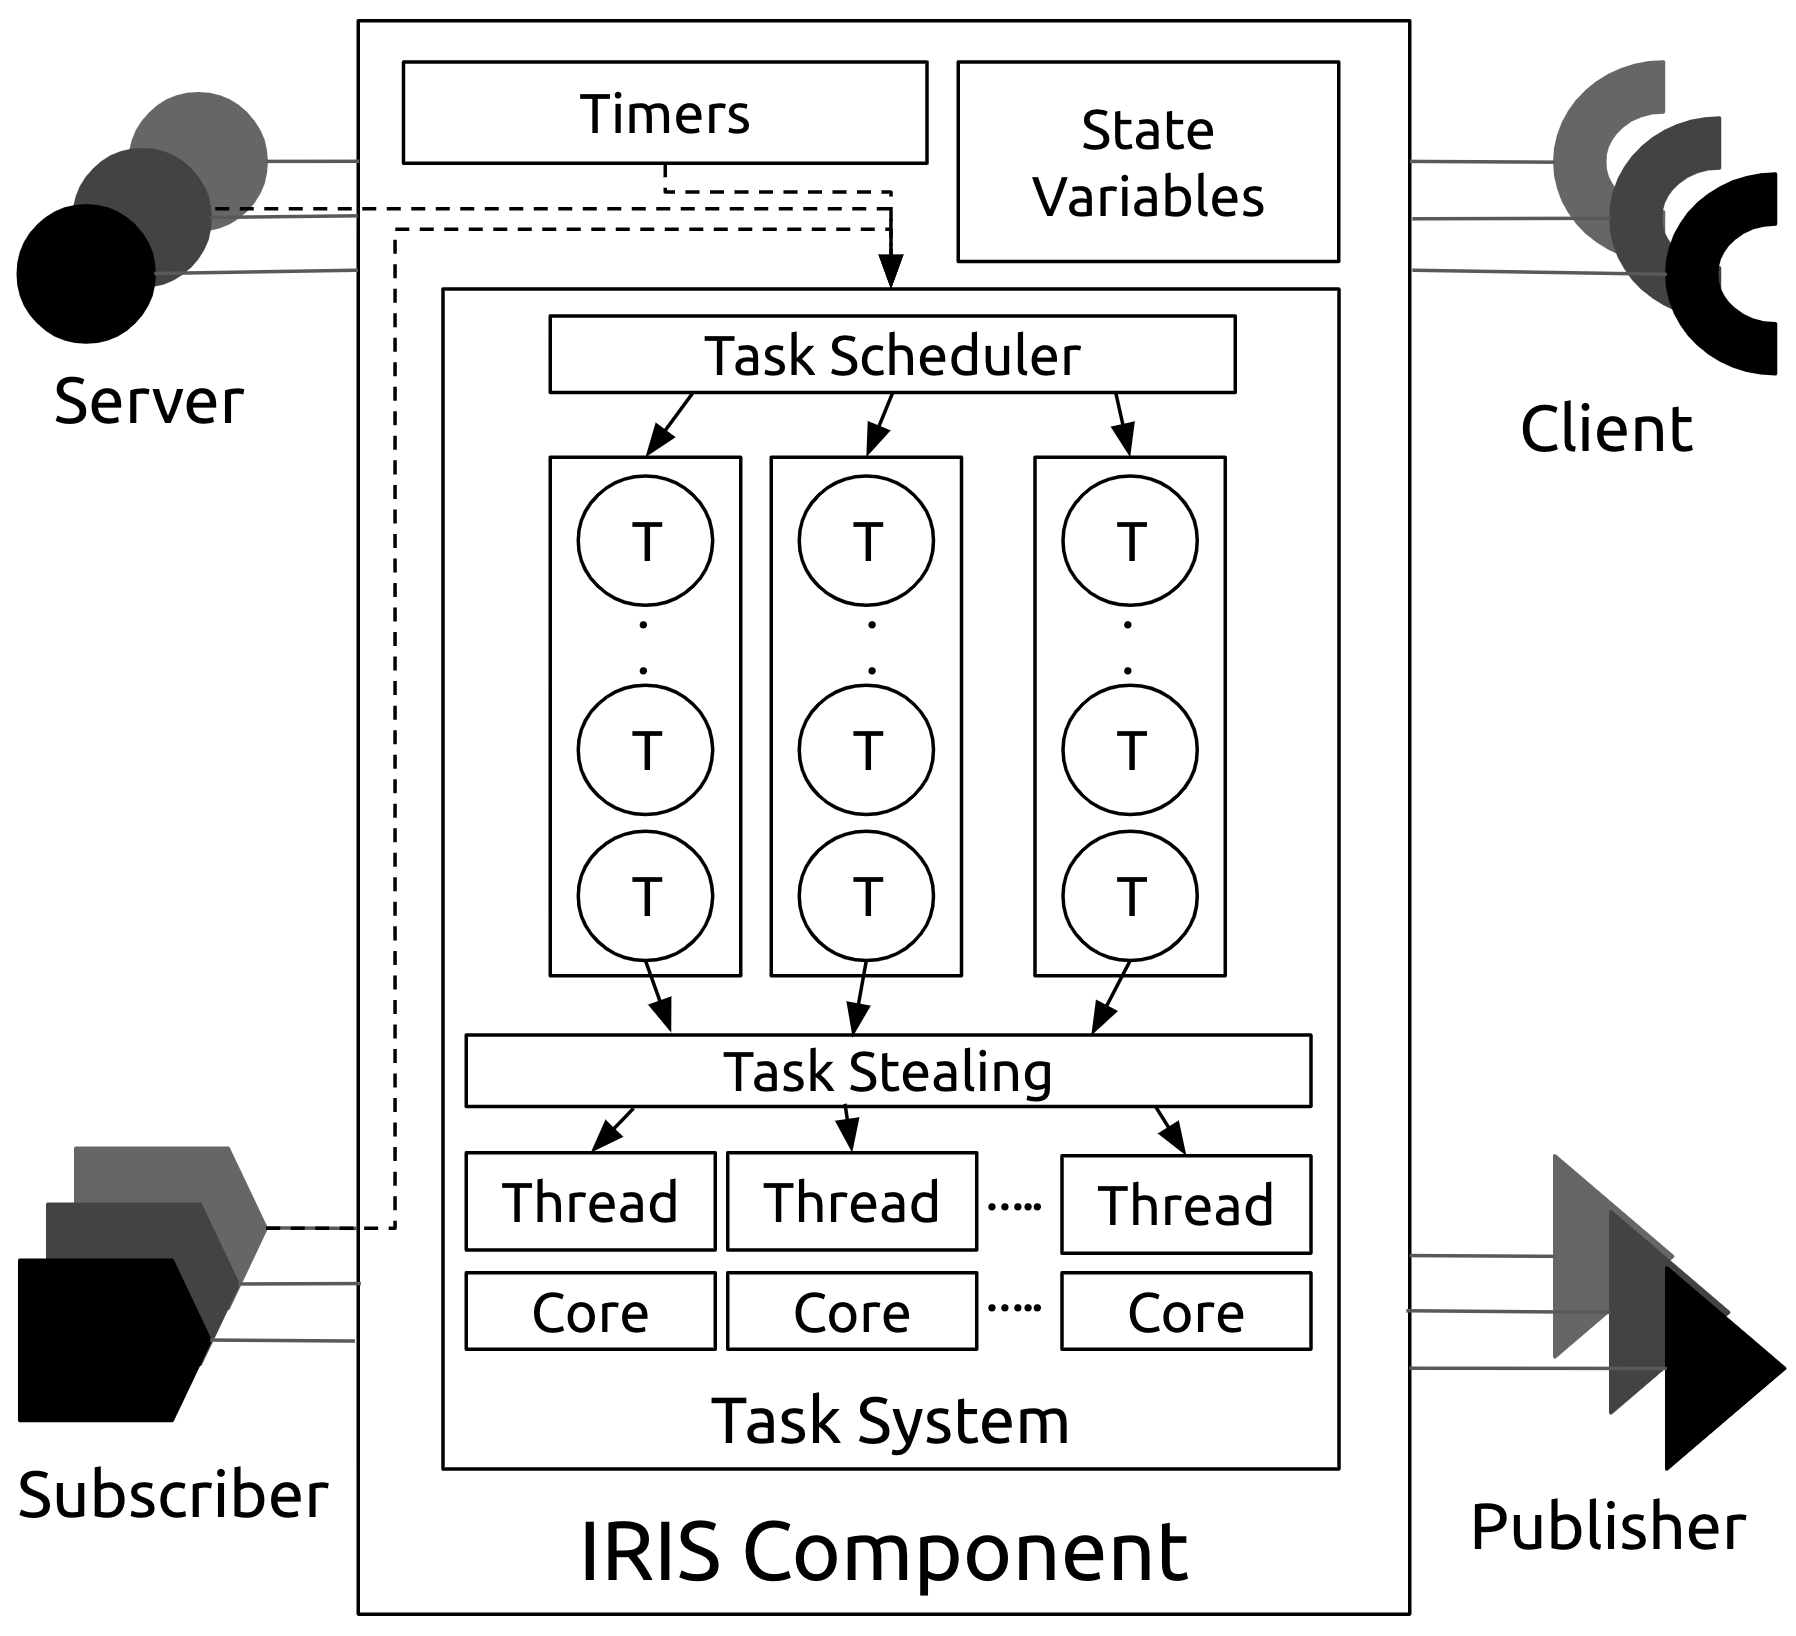 Timers
State
Variables
Server
Client
Task Scheduler
T
T
T
T
T
T
T
T
T
Task Stealing
Thread
Thread
.....
Thread
Core
Core
.....
Core
Task System
Subscriber
Publisher
IRIS Component